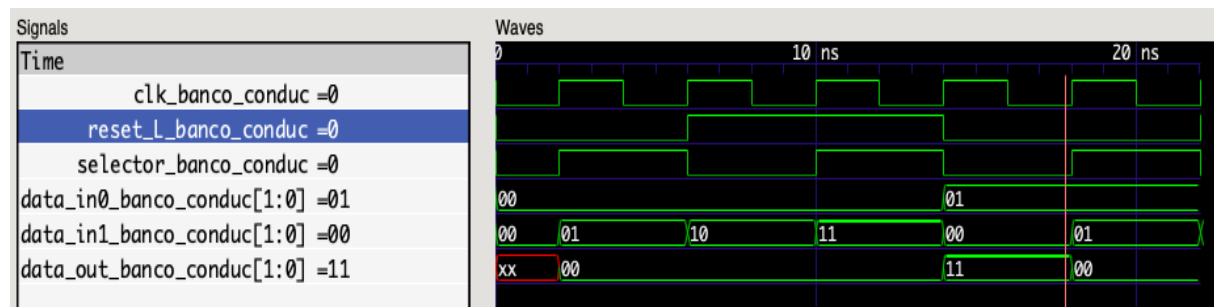 Signals
Waves
Time
0 10 ns 20 ns
clk_banco_conduc =0
reset_L_banco_conduc =0
selector_banco_conduc =0
data_in0_banco_conduc[1:0] =01
00 01
data_in1_banco_conduc[1:0] =00
00 01 10 11 00 01
data_out_banco_conduc[1:0] =11
xx 00 11 00